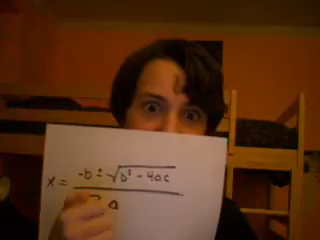 x = -b ± √b² - 4ac
2a